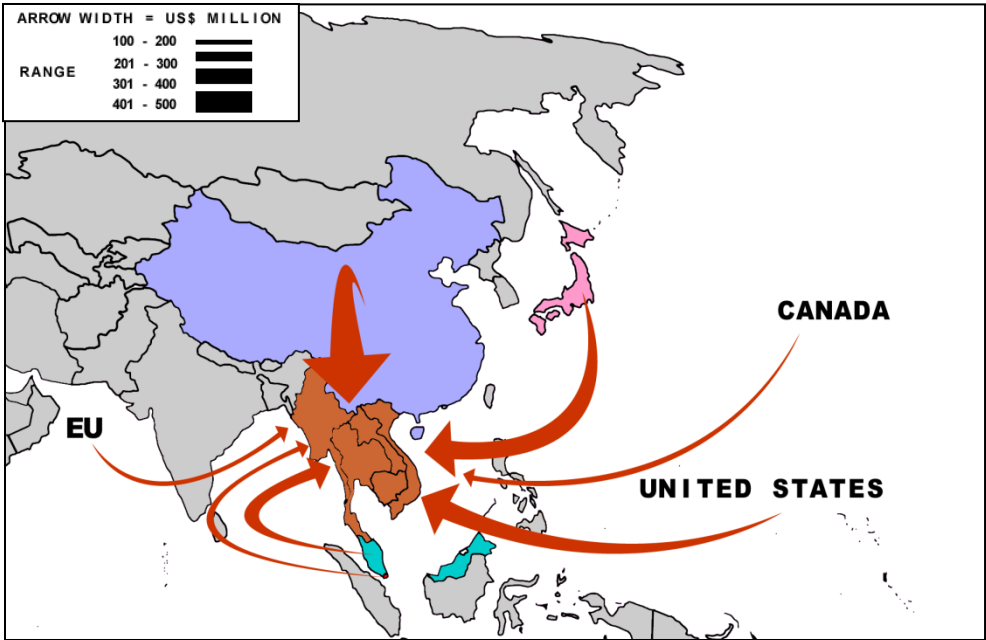 ARROW WIDTH = US$ MILLION
RANGE
100 - 200
201 - 300
301 - 400
401 - 500
CANADA
EU
UNITED STATES